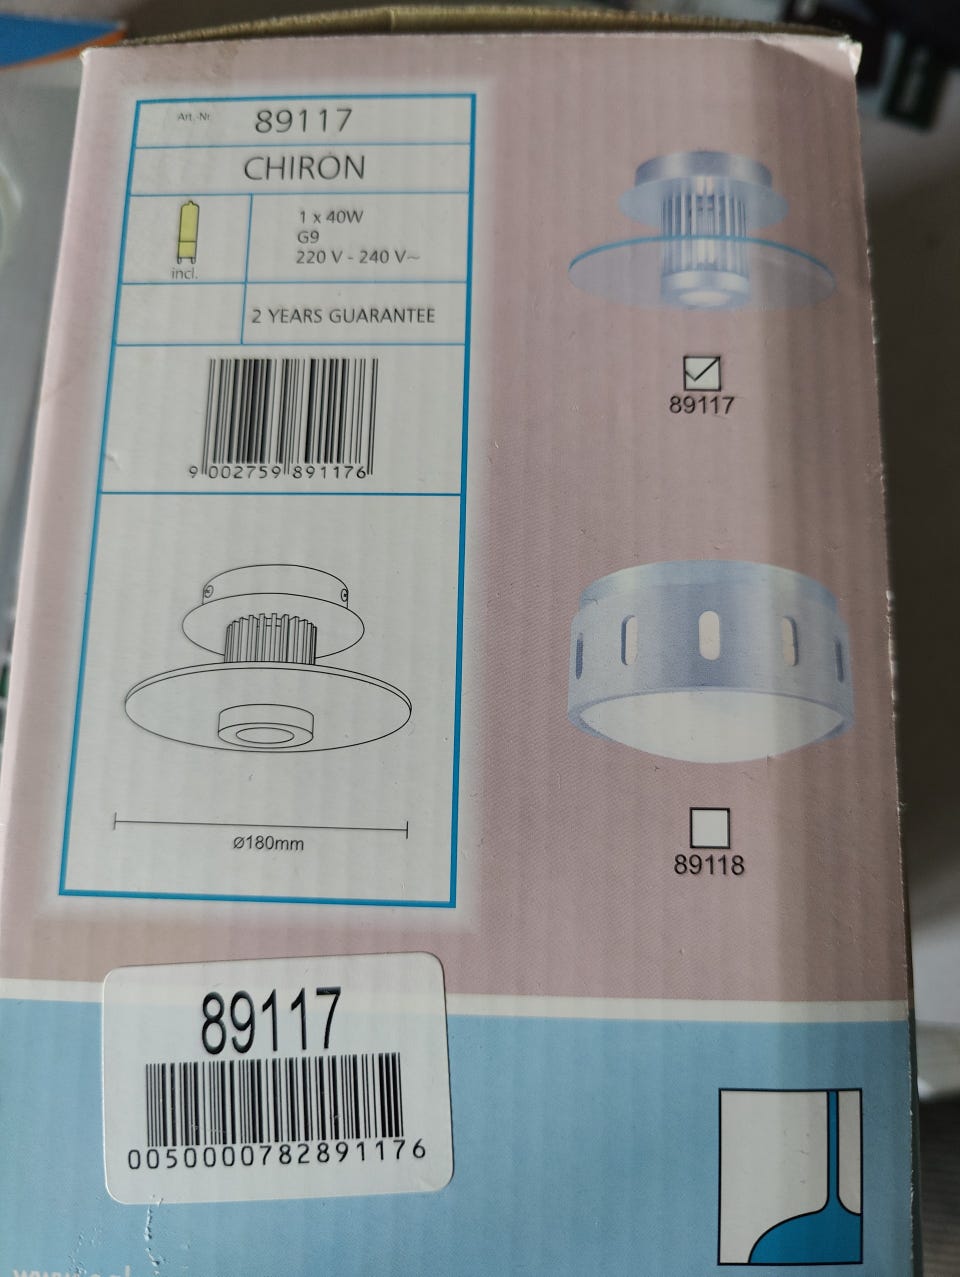 Art.-Nr. 89117
CHIRON
1 x 40W
G9
220 V - 240 V~
incl.
2 YEARS GUARANTEE
9 002759 891176
ø180mm
89117
89118
89117
0050000782891176